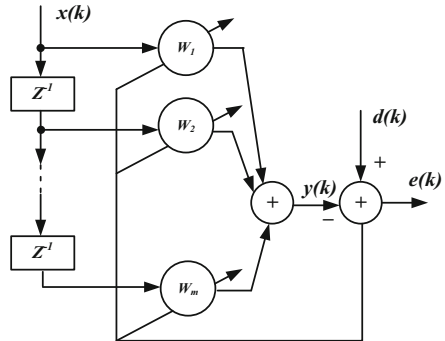 x(k)
W₁
Z⁻¹
W₂
d(k)
+
y(k)
e(k)
+
+
−
Z⁻¹
Wₘ